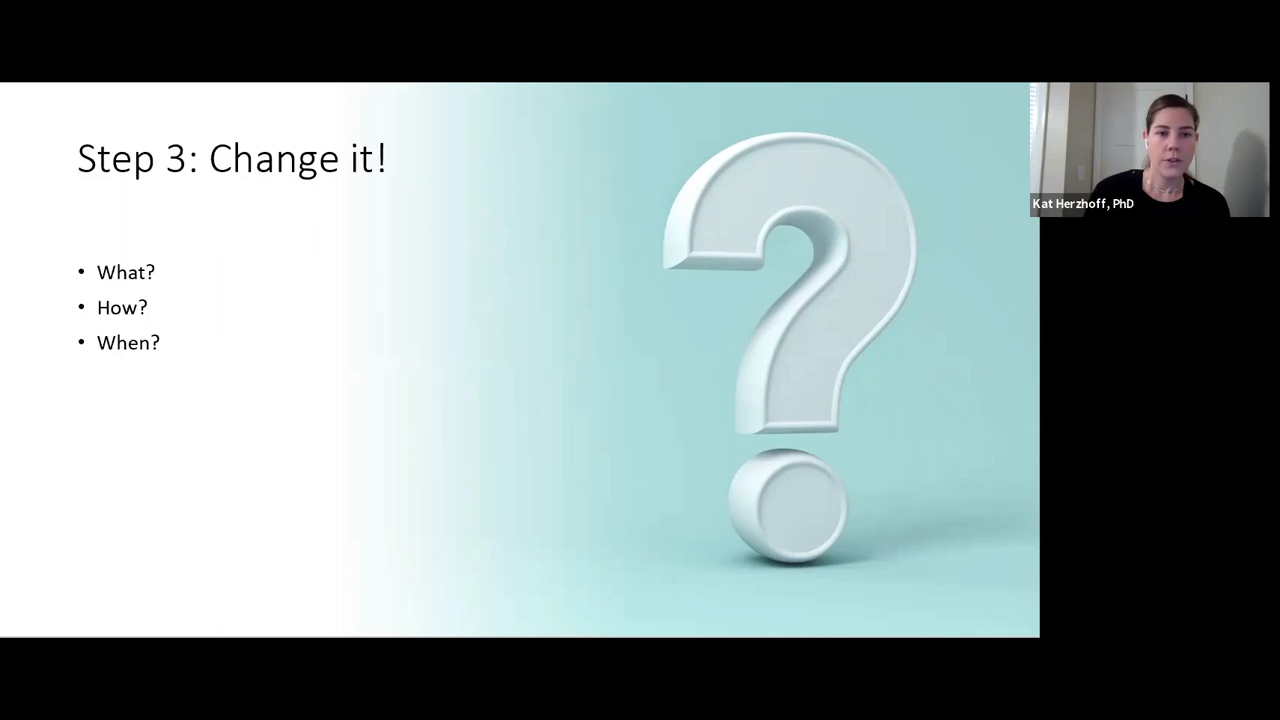 Step 3: Change it!
• What?
• How?
• When?
Kat Herzhoff, PhD